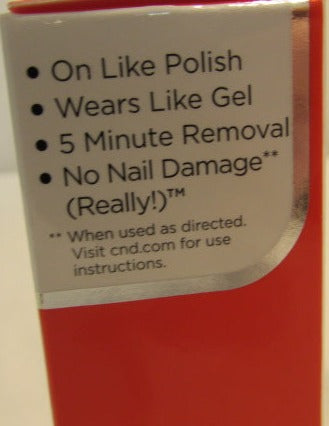 • On Like Polish
• Wears Like Gel
• 5 Minute Removal
• No Nail Damage**
(Really!)™
** When used as directed.
Visit cnd.com for use
instructions.